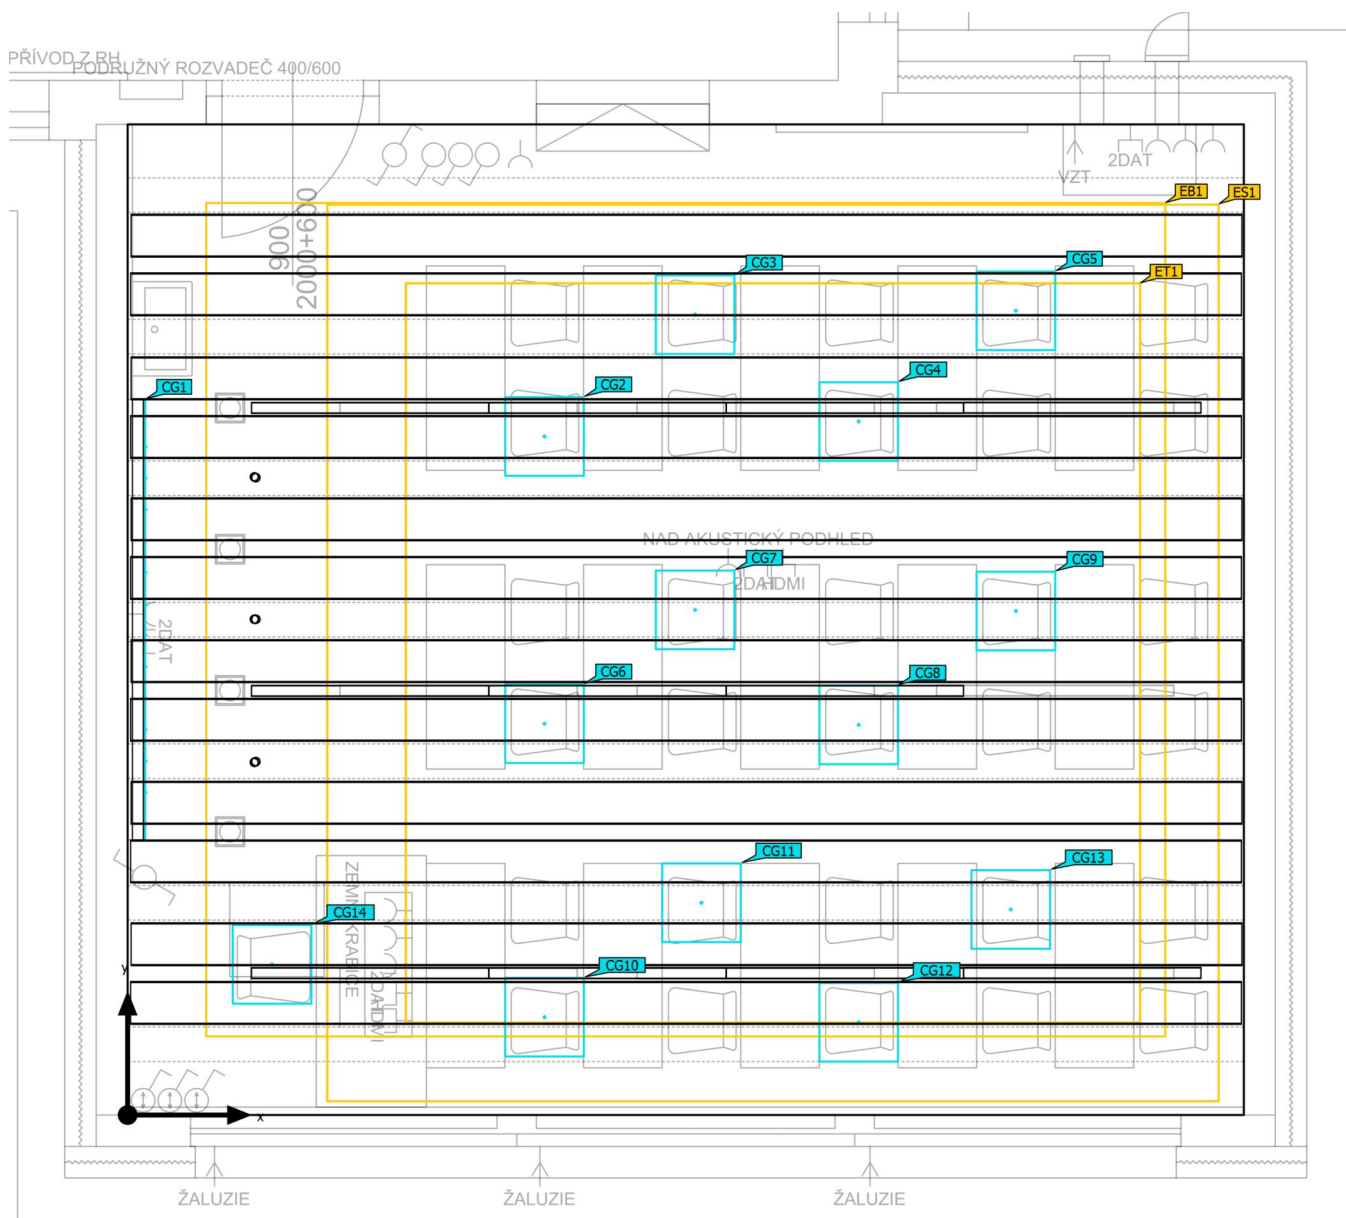 PŘÍVOD Z RH
PODRUŽNÝ ROZVADEČ 400/600
2DAT
VZT
EB1
ES1
900
2000+600
CG3
CG5
ET1
CG1
CG2
CG4
NAD AKUSTICKÝ PODHLED
CG7
2DAT
HDMI
CG9
2DAT
CG6
CG8
CG11
CG13
ZEMNÍ KRABICE
CG14
CG10
CG12
2DAT
HDMI
y
x
ŽALUZIE
ŽALUZIE
ŽALUZIE